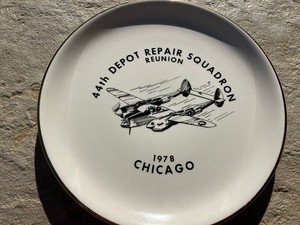 44th DEPOT REPAIR SQUADRON
REUNION
1978
CHICAGO